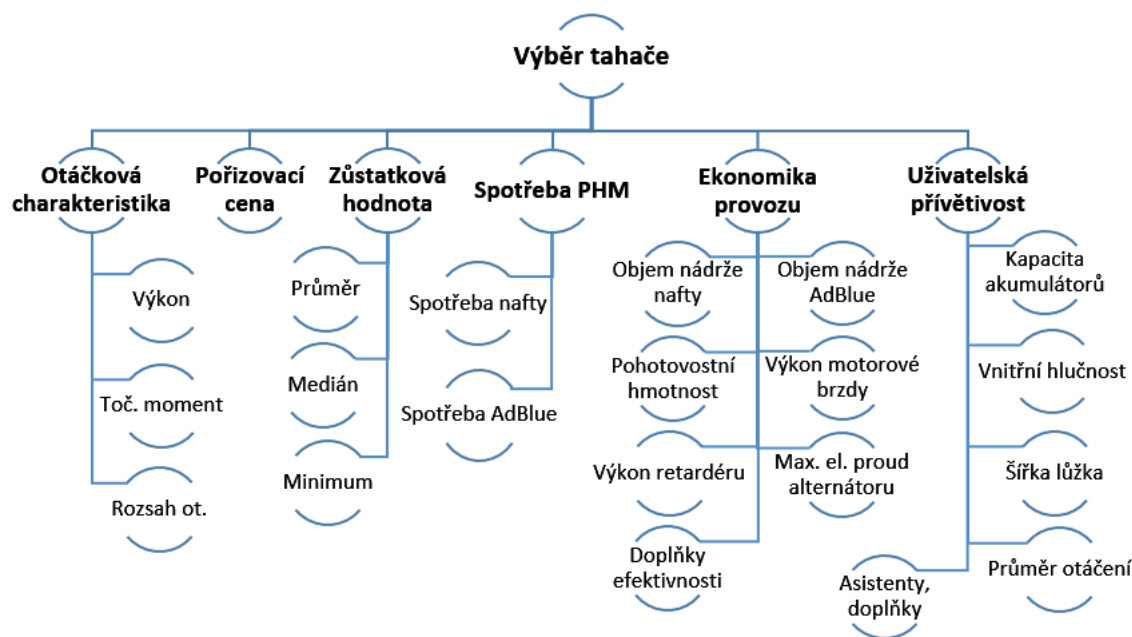 Výběr tahače
Otáčková
charakteristika
Pořizovací
cena
Zůstatková
hodnota
Spotřeba PHM
Ekonomika
provozu
Uživatelská
přívětivost
Výkon
Toč. moment
Rozsah ot.
Průměr
Medián
Minimum
Spotřeba nafty
Spotřeba AdBlue
Objem nádrže
nafty
Objem nádrže
AdBlue
Pohotovostní
hmotnost
Výkon motorové
brzdy
Výkon retardéru
Max. el. proud
alternátoru
Doplňky
efektivnosti
Kapacita
akumulátorů
Vnitřní hlučnost
Šířka lůžka
Průměr otáčení
Asistenty,
doplňky